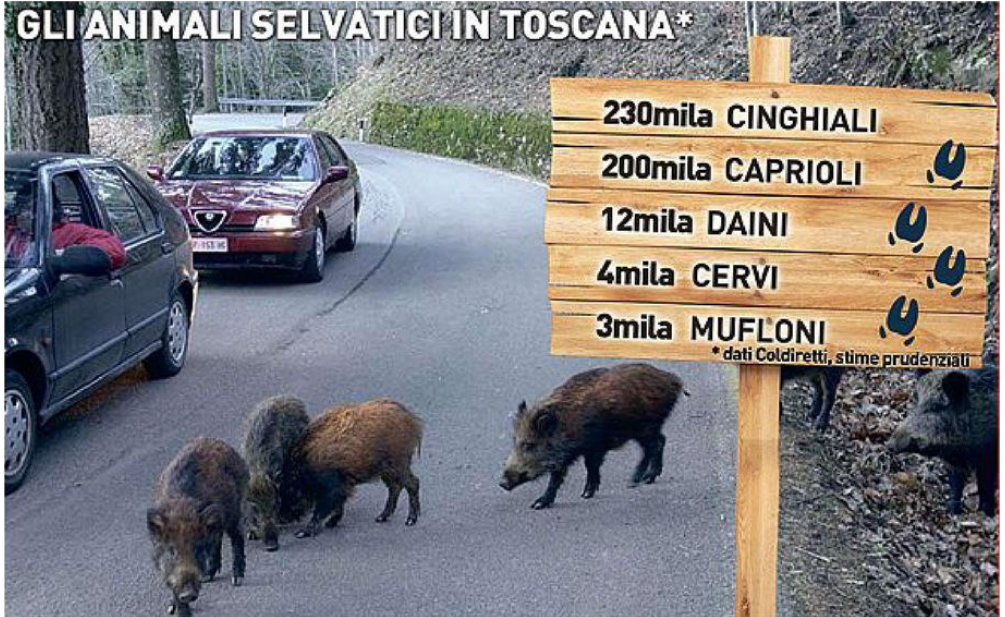 GLI ANIMALI SELVATICI IN TOSCANA*
230mila CINGHIALI
200mila CAPRIOLI
12mila DAINI
4mila CERVI
3mila MUFLONI
* dati Coldiretti, stime prudenziali